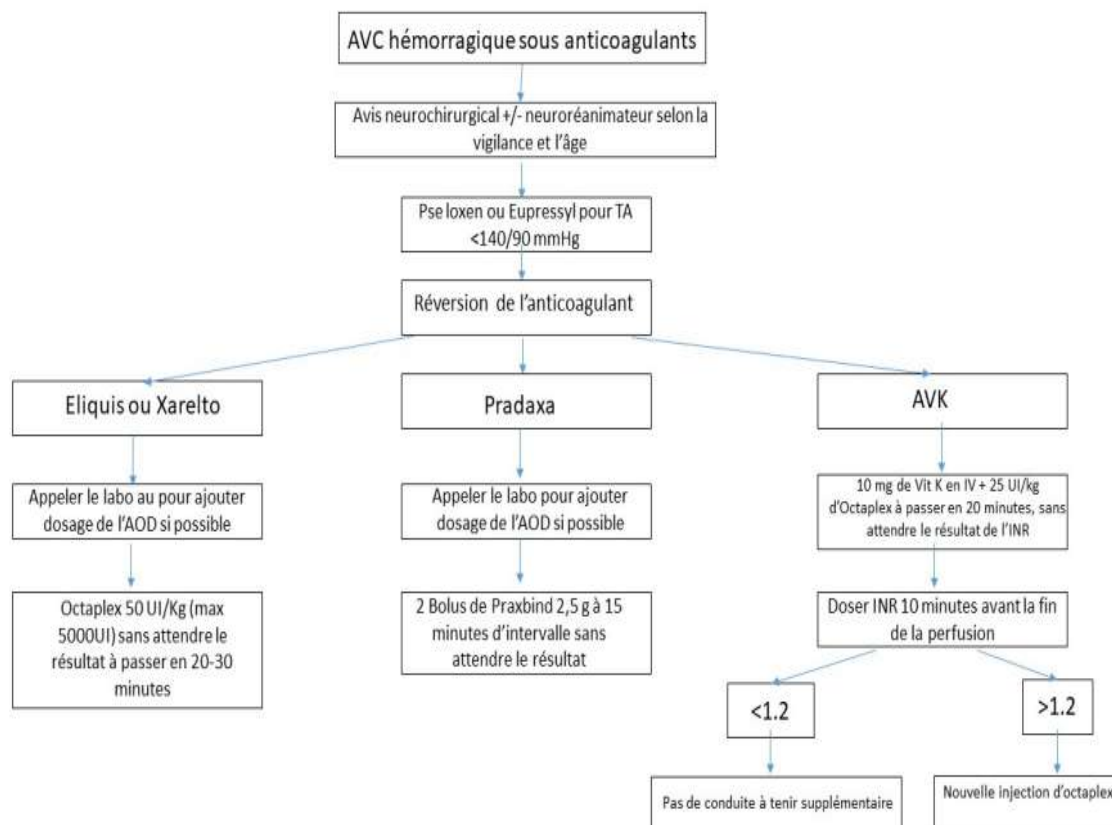 AVC hémorragique sous anticoagulants
Avis neurochirurgical +/- neuroréanimateur selon la
vigilance et l'âge
Pse loxen ou Eupressyl pour TA
<140/90 mmHg
Réversion de l'anticoagulant
Eliquis ou Xarelto
Pradaxa
AVK
Appeler le labo au pour ajouter
dosage de l'AOD si possible
Appeler le labo pour ajouter
dosage de l'AOD si possible
10 mg de Vit K en IV + 25 UI/kg
d'Octaplex à passer en 20 minutes, sans
attendre le résultat de l'INR
Octaplex 50 UI/Kg (max
5000UI) sans attendre le
résultat à passer en 20-30
minutes
2 Bolus de Praxbind 2,5 g à 15
minutes d'intervalle sans
attendre le résultat
Doser INR 10 minutes avant la fin
de la perfusion
<1.2
>1.2
Pas de conduite à tenir supplémentaire
Nouvelle injection d'octaplex